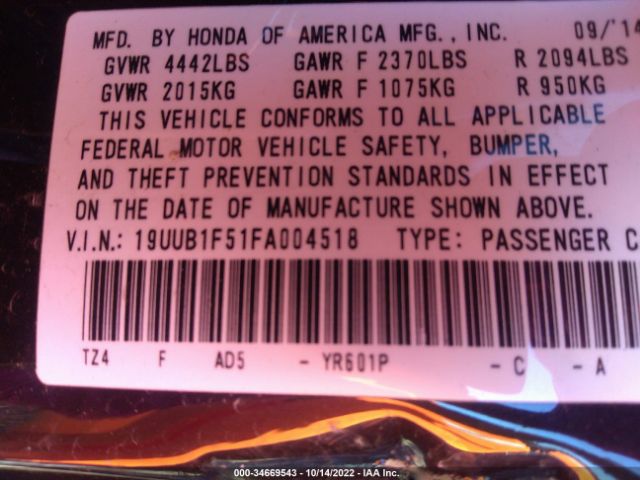 MFD. BY HONDA OF AMERICA MFG., INC. 09/'14
GVWR 4442LBS GAWR F 2370LBS R 2094LBS
GVWR 2015KG GAWR F 1075KG R 950KG
THIS VEHICLE CONFORMS TO ALL APPLICABLE
FEDERAL MOTOR VEHICLE SAFETY, BUMPER,
AND THEFT PREVENTION STANDARDS IN EFFECT
ON THE DATE OF MANUFACTURE SHOWN ABOVE.
V.I.N.: 19UUB1F51FA004518 TYPE: PASSENGER C
TZ4 F AD5 - YR601P - C - A
000-34669543 - 10/14/2022 - IAA Inc.